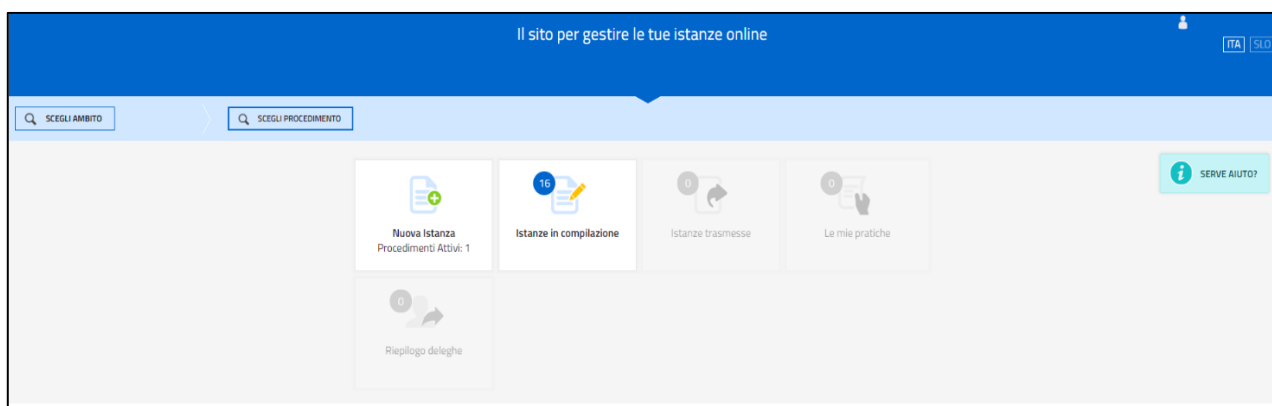 Il sito per gestire le tue istanze online
ITA SLO
SCEGLI AMBITO
SCEGLI PROCEDIMENTO
SERVE AIUTO?
Nuova Istanza
Procedimenti Attivi: 1
16
Istanze in compilazione
0
Istanze trasmesse
0
Le mie pratiche
0
Riepilogo deleghe